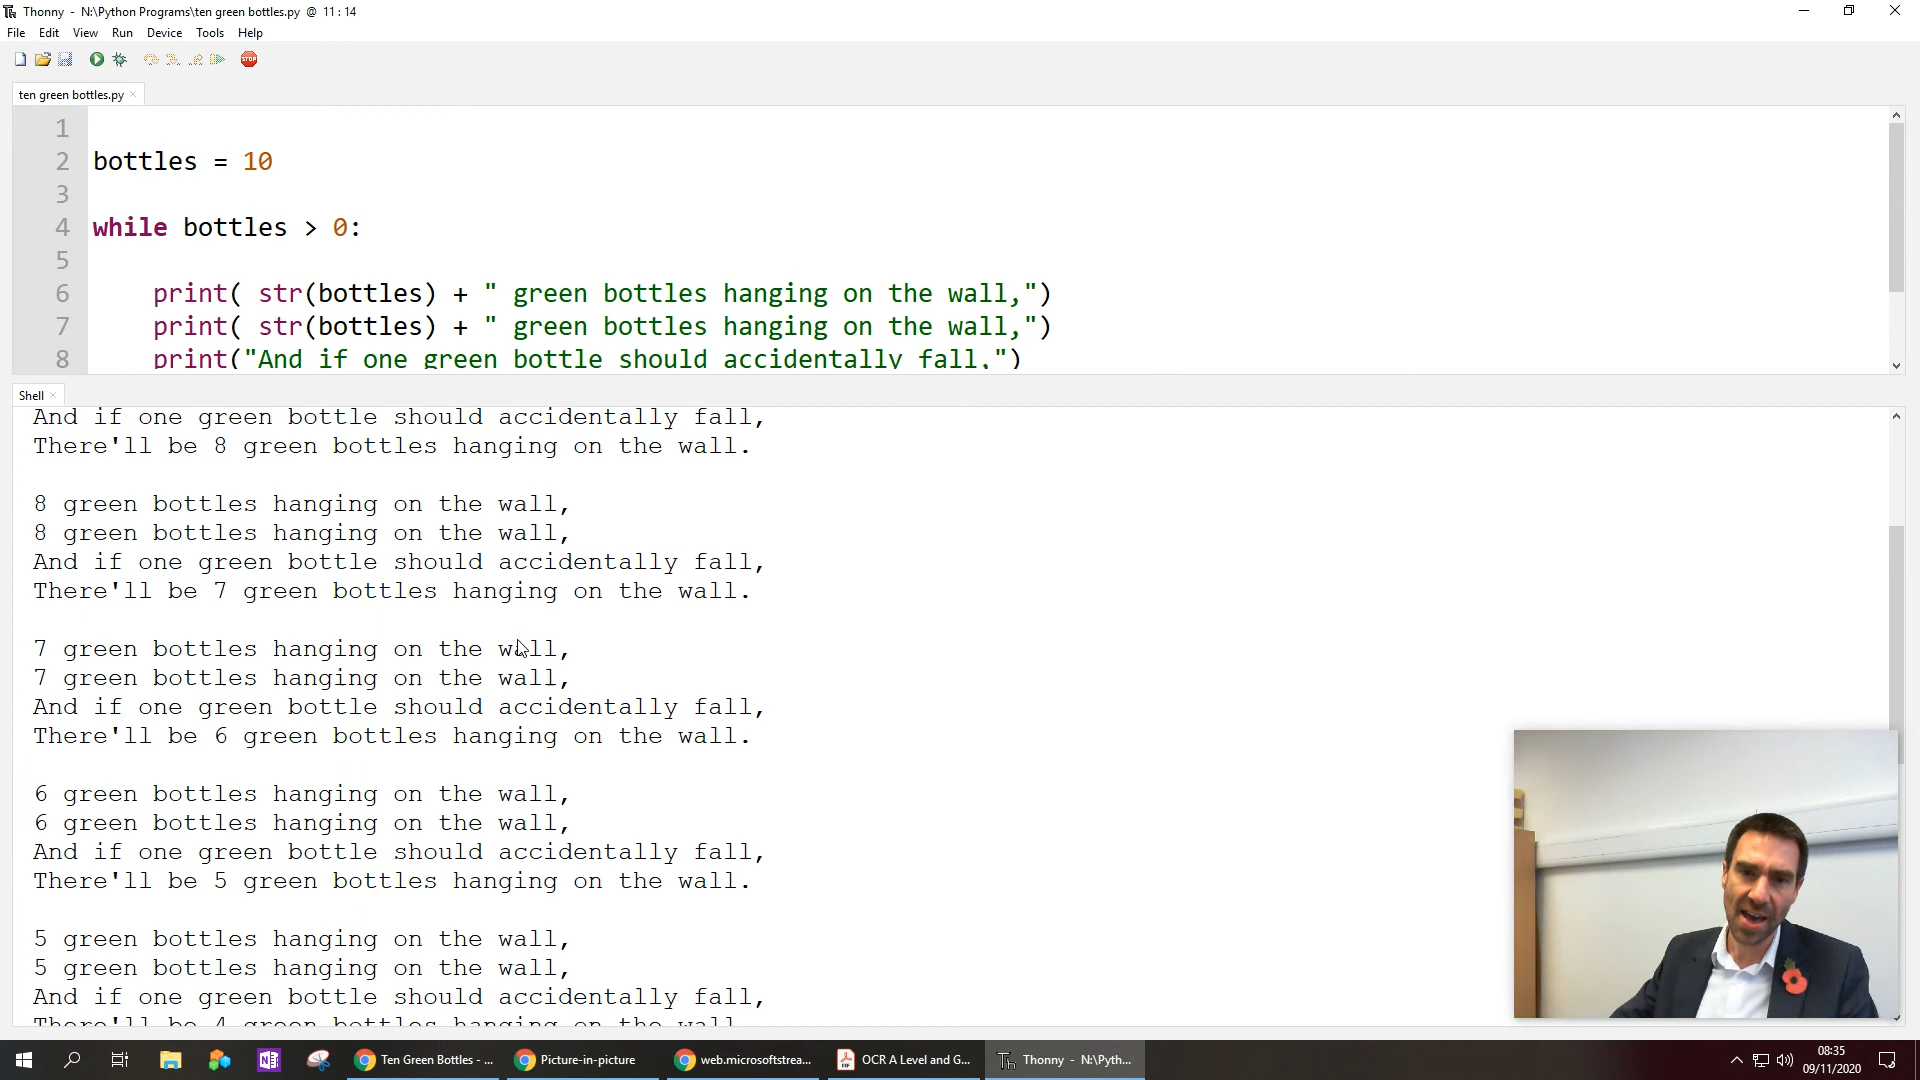 Thonny - N:\Python Programs\ten green bottles.py @ 11 : 14
File Edit View Run Device Tools Help
STOP
ten green bottles.py
1
2 bottles = 10
3
4 while bottles > 0:
5
6 print( str(bottles) + " green bottles hanging on the wall,")
7 print( str(bottles) + " green bottles hanging on the wall,")
8 print("And if one green bottle should accidentally fall,")
Shell
And if one green bottle should accidentally fall,
There'll be 8 green bottles hanging on the wall.
8 green bottles hanging on the wall,
8 green bottles hanging on the wall,
And if one green bottle should accidentally fall,
There'll be 7 green bottles hanging on the wall.
7 green bottles hanging on the wall,
7 green bottles hanging on the wall,
And if one green bottle should accidentally fall,
There'll be 6 green bottles hanging on the wall.
6 green bottles hanging on the wall,
6 green bottles hanging on the wall,
And if one green bottle should accidentally fall,
There'll be 5 green bottles hanging on the wall.
5 green bottles hanging on the wall,
5 green bottles hanging on the wall,
And if one green bottle should accidentally fall,
There'll be 4 green bottles hanging on the wall
Ten Green Bottles - ... Picture-in-picture web.microsoftstrea... OCR A Level and G... Thonny - N:\Pyth... 08:35
09/11/2020